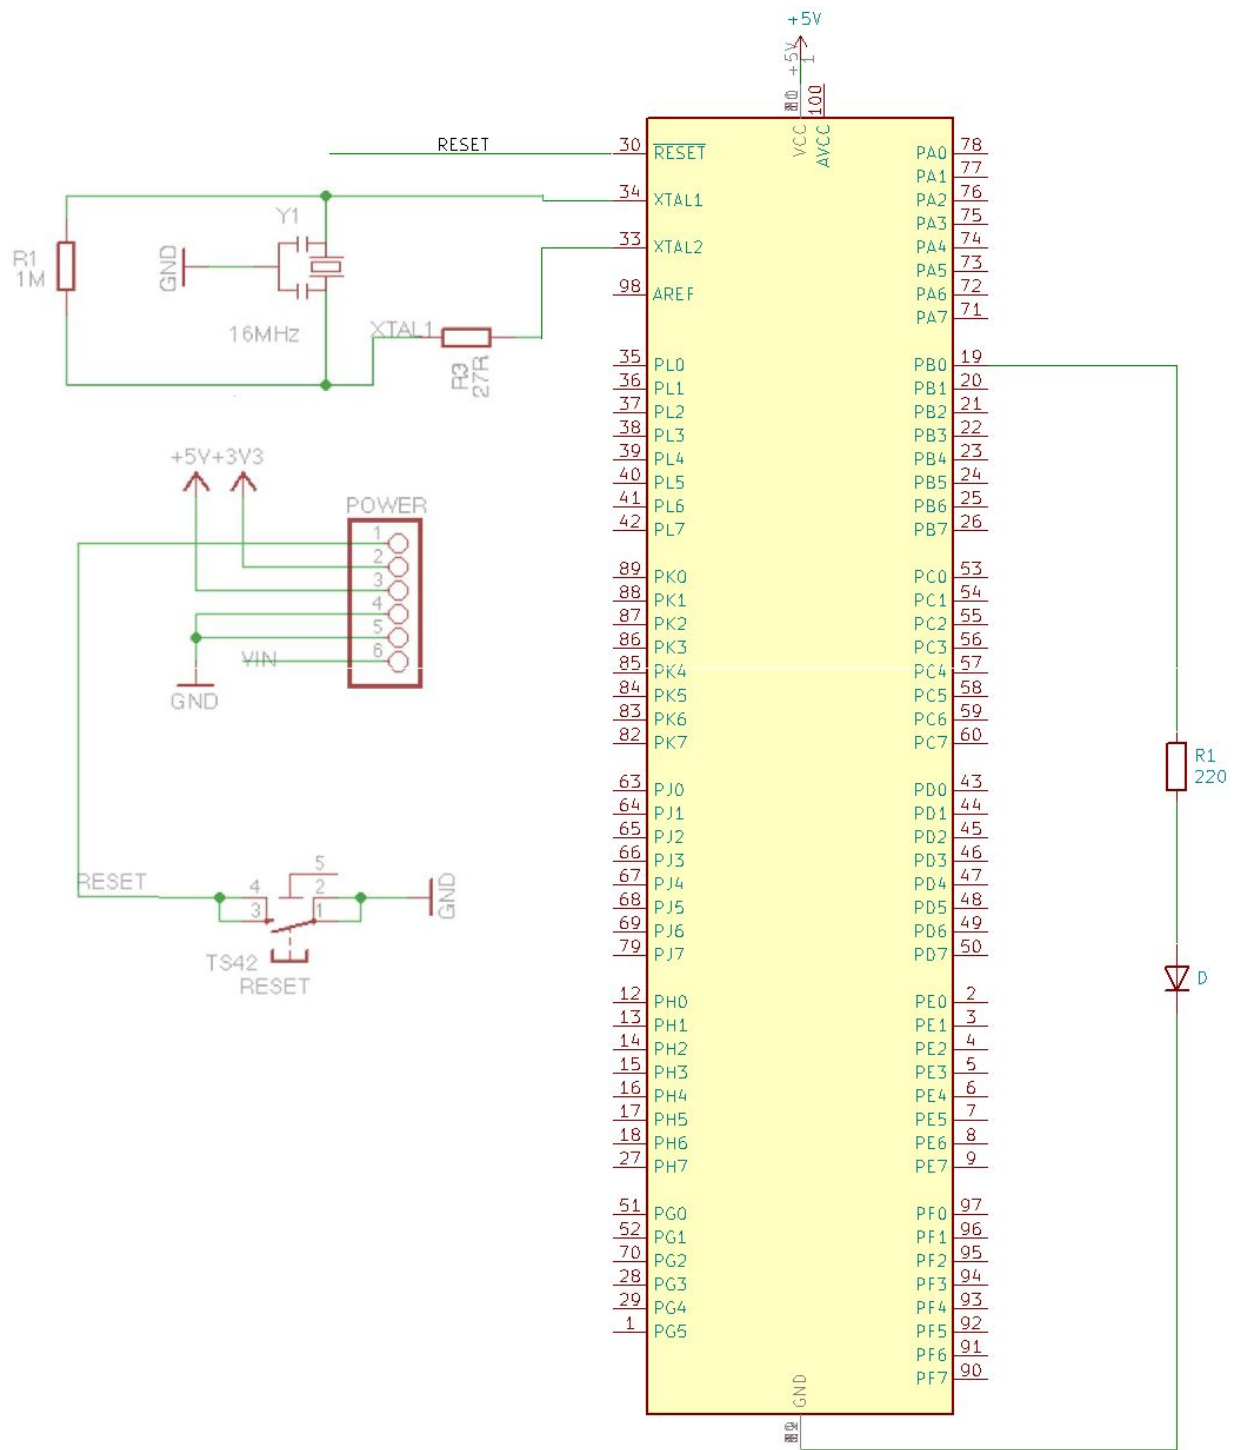 +5V
+5V
1
100
VCC
AVCC
RESET
30
RESET
34
XTAL1
33
XTAL2
98
AREF
Y1
R1
1M
GND
16MHz
XTAL1
R3
27R
35 PL0
36 PL1
37 PL2
38 PL3
39 PL4
40 PL5
41 PL6
42 PL7
89 PK0
88 PK1
87 PK2
86 PK3
85 PK4
84 PK5
83 PK6
82 PK7
63 PJ0
64 PJ1
65 PJ2
66 PJ3
67 PJ4
68 PJ5
69 PJ6
79 PJ7
12 PH0
13 PH1
14 PH2
15 PH3
16 PH4
17 PH5
18 PH6
27 PH7
51 PG0
52 PG1
70 PG2
28 PG3
29 PG4
1 PG5
PA0 78
PA1 77
PA2 76
PA3 75
PA4 74
PA5 73
PA6 72
PA7 71
PB0 19
PB1 20
PB2 21
PB3 22
PB4 23
PB5 24
PB6 25
PB7 26
PC0 53
PC1 54
PC2 55
PC3 56
PC4 57
PC5 58
PC6 59
PC7 60
PD0 43
PD1 44
PD2 45
PD3 46
PD4 47
PD5 48
PD6 49
PD7 50
PE0 2
PE1 3
PE2 4
PE3 5
PE4 6
PE5 7
PE6 8
PE7 9
PF0 97
PF1 96
PF2 95
PF3 94
PF4 93
PF5 92
PF6 91
PF7 90
GND
+5V +3V3
POWER
1
2
3
4
5
6
VIN
GND
RESET
5
4
2
3
1
GND
TS42
RESET
R1
220
D